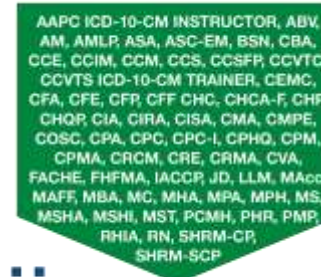 AAPC ICD-10-CM INSTRUCTOR, ABV,
AM, AMLP, ASA, ASC-EM, BSN, CBA,
CCE, CCIM, CCM, CCS, CCSFP, CCVTC
CCVTS ICD-10-CM TRAINER, CEMC,
CFA, CFE, CFP, CFF CHC, CHCA-F, CHF
CHQP, CIA, CIRA, CISA, CMA, CMPE,
COSC, CPA, CPC, CPC-I, CPHQ, CPM,
CPMA, CRCM, CRE, CRMA, CVA,
FACHE, FHFMA, IACCP, JD, LLM, MAcc
MAFF, MBA, MC, MHA, MPA, MPH, MS
MSHA, MSHI, MST, PCMH, PHR, PMP,
RHIA, RN, SHRM-CP,
SHRM-SCP